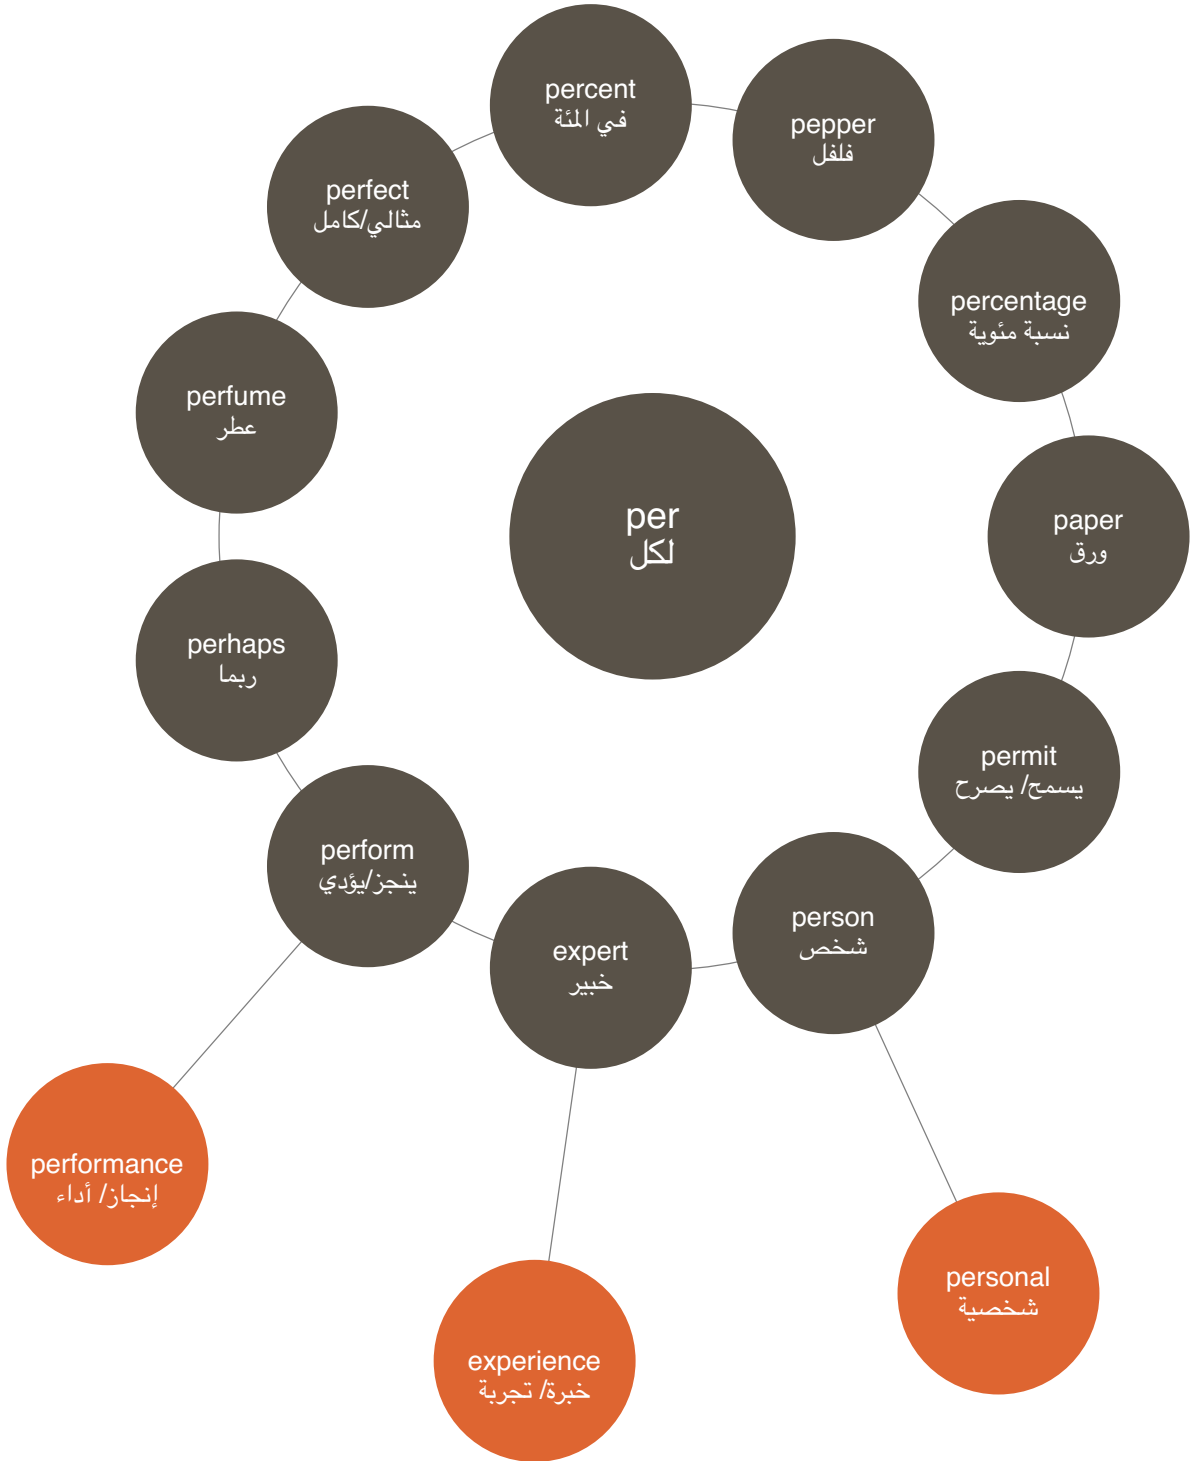 percent
في المئة
pepper
فلفل
perfect
مثالي/كامل
percentage
نسبة مئوية
perfume
عطر
per
لكل
paper
ورق
perhaps
ربما
permit
يسمح/ يصرح
perform
ينجز/يؤدي
person
شخص
expert
خبير
performance
إنجاز/ أداء
personal
شخصية
experience
خبرة/ تجربة